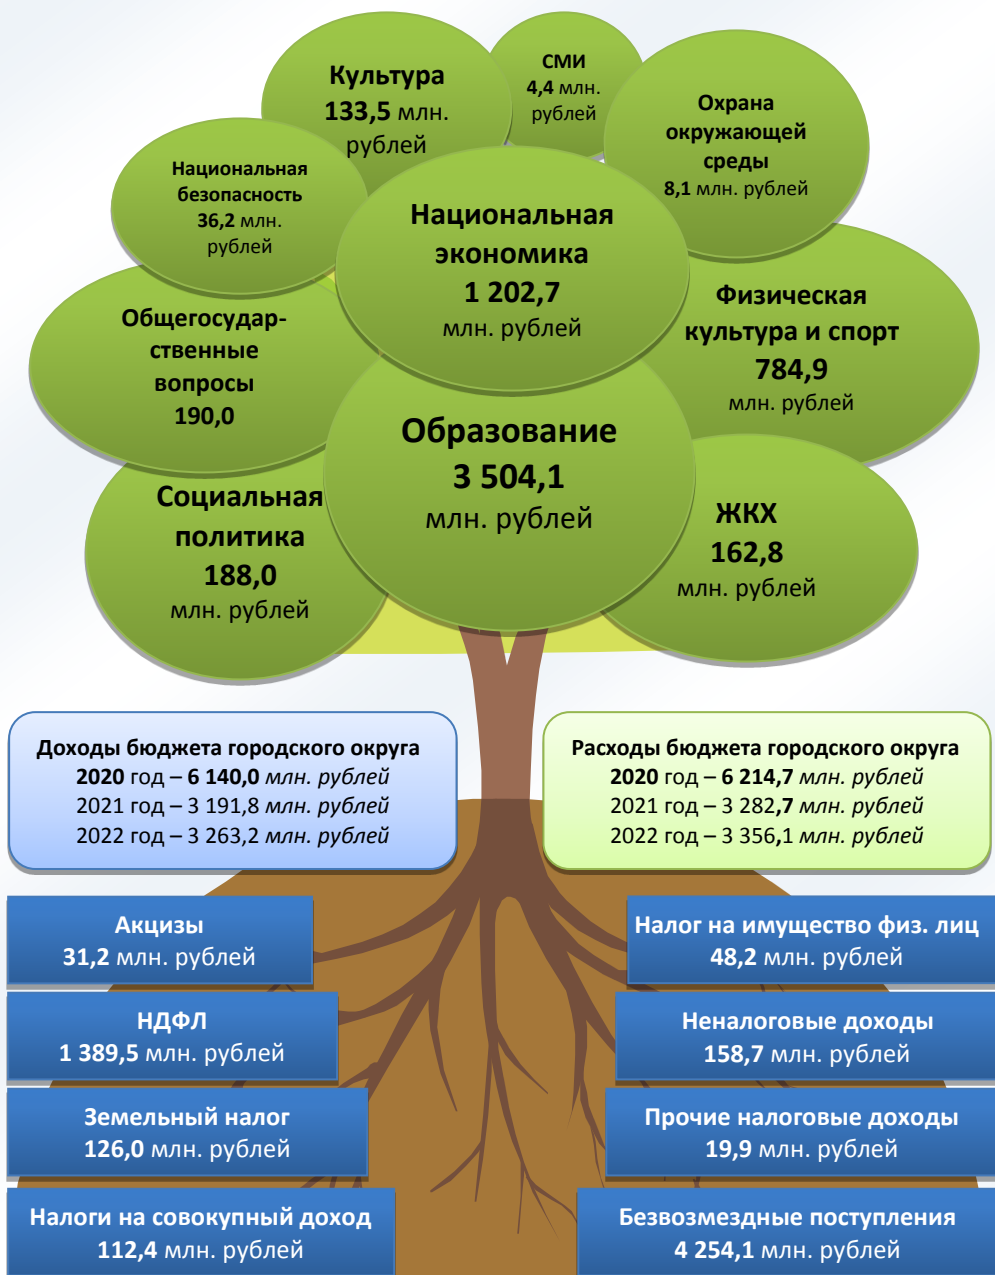 Культура
133,5 млн.
рублей
СМИ
4,4 млн.
рублей
Охрана
окружающей
среды
8,1 млн. рублей
Национальная
безопасность
36,2 млн.
рублей
Национальная
экономика
1 202,7
млн. рублей
Общегосудар-
ственные
вопросы
190,0
Физическая
культура и спорт
784,9
млн. рублей
Образование
3 504,1
млн. рублей
Социальная
политика
188,0
млн. рублей
ЖКХ
162,8
млн. рублей
Доходы бюджета городского округа
2020 год – 6 140,0 млн. рублей
2021 год – 3 191,8 млн. рублей
2022 год – 3 263,2 млн. рублей
Расходы бюджета городского округа
2020 год – 6 214,7 млн. рублей
2021 год – 3 282,7 млн. рублей
2022 год – 3 356,1 млн. рублей
Акцизы
31,2 млн. рублей
Налог на имущество физ. лиц
48,2 млн. рублей
НДФЛ
1 389,5 млн. рублей
Неналоговые доходы
158,7 млн. рублей
Земельный налог
126,0 млн. рублей
Прочие налоговые доходы
19,9 млн. рублей
Налоги на совокупный доход
112,4 млн. рублей
Безвозмездные поступления
4 254,1 млн. рублей